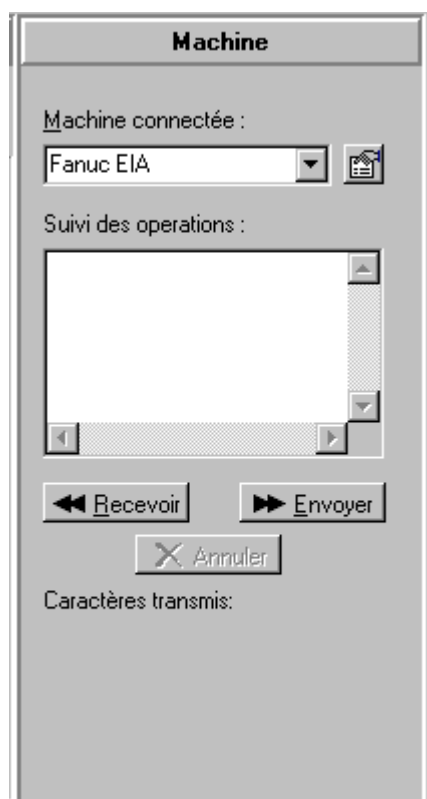 Machine
Machine connectée :
Fanuc EIA
Suivi des operations :
Recevoir Envoyer
Annuler
Caractères transmis: